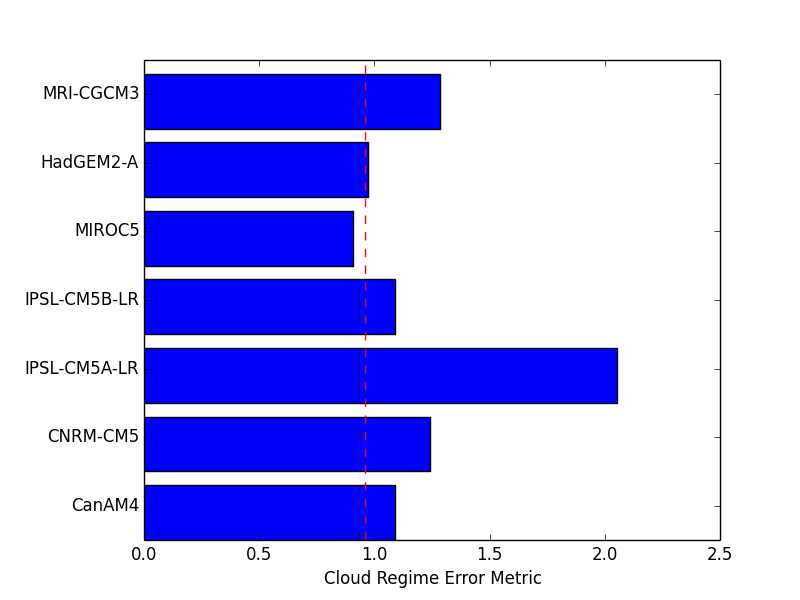 MRI-CGCM3
HadGEM2-A
MIROC5
IPSL-CM5B-LR
IPSL-CM5A-LR
CNRM-CM5
CanAM4
0.0 0.5 1.0 1.5 2.0 2.5
Cloud Regime Error Metric